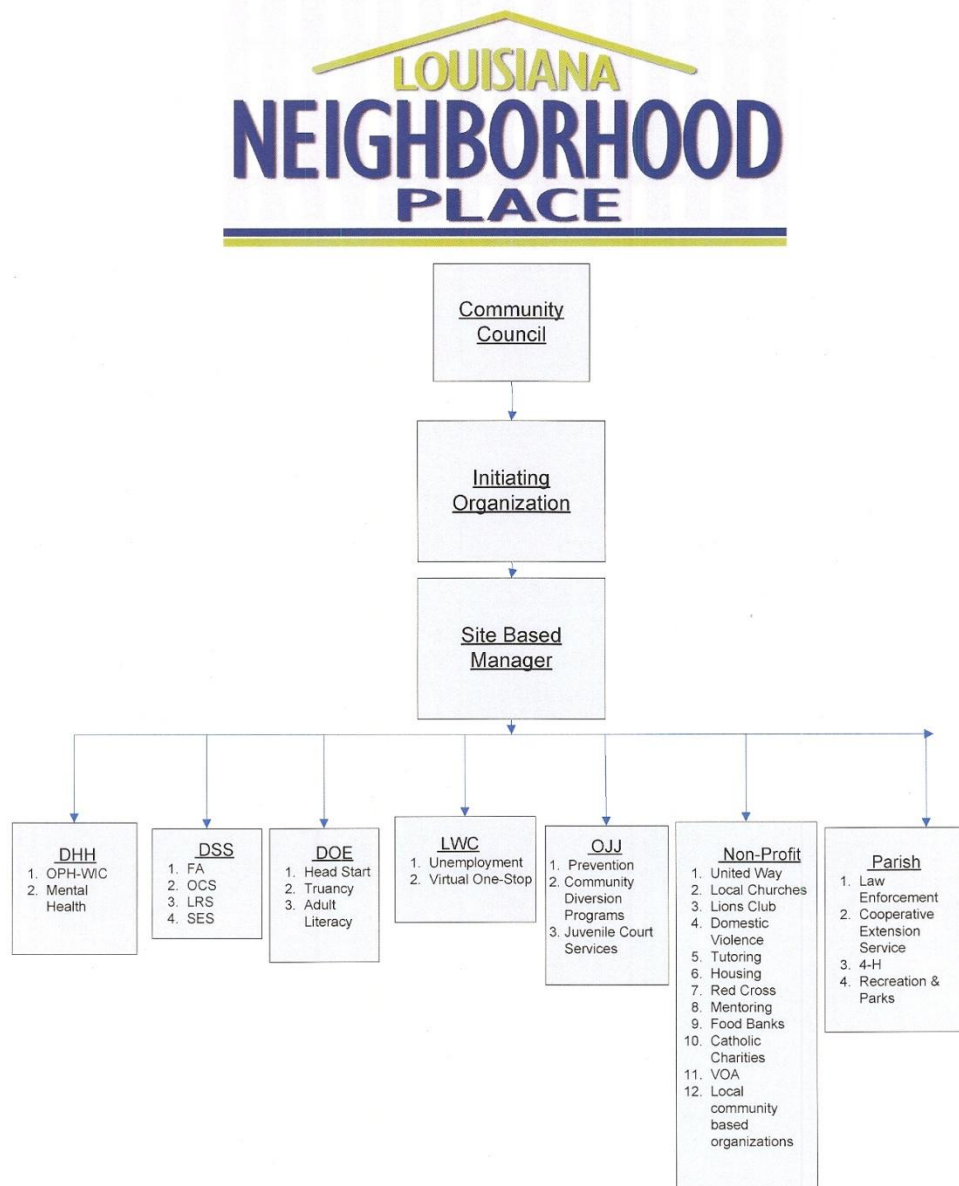 LOUISIANA
NEIGHBORHOOD
PLACE
Community
Council
Initiating
Organization
Site Based
Manager
DHH
1. OPH-WIC
2. Mental
Health
DSS
1. FA
2. OCS
3. LRS
4. SES
DOE
1. Head Start
2. Truancy
3. Adult
Literacy
LWC
1. Unemployment
2. Virtual One-Stop
OJJ
1. Prevention
2. Community
Diversion
Programs
3. Juvenile Court
Services
Non-Profit
1. United Way
2. Local Churches
3. Lions Club
4. Domestic
Violence
5. Tutoring
6. Housing
7. Red Cross
8. Mentoring
9. Food Banks
10. Catholic
Charities
11. VOA
12. Local
community
based
organizations
Parish
1. Law
Enforcement
2. Cooperative
Extension
Service
3. 4-H
4. Recreation &
Parks